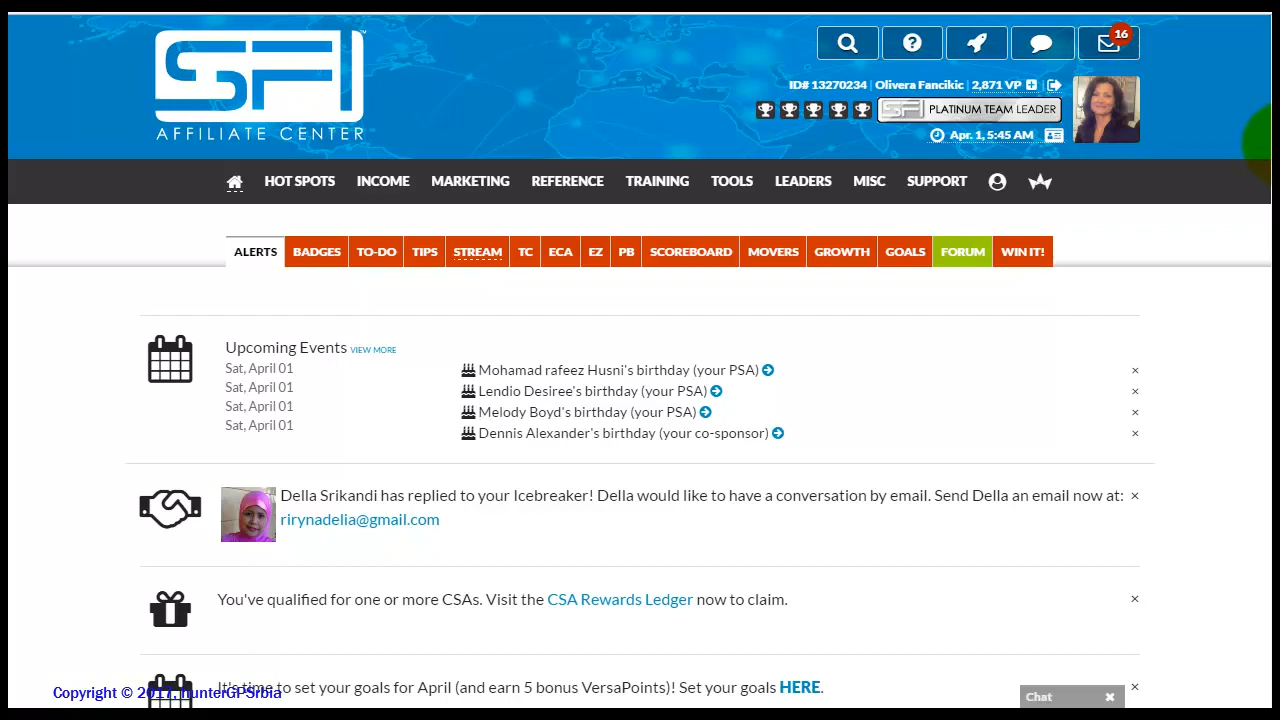 SFI
™
AFFILIATE CENTER
16
ID# 13270234 | Olivera Fancikic | 2,871 VP
SFI PLATINUM TEAM LEADER
Apr. 1, 5:45 AM
HOT SPOTS INCOME MARKETING REFERENCE TRAINING TOOLS LEADERS MISC SUPPORT
ALERTS BADGES TO-DO TIPS STREAM TC ECA EZ PB SCOREBOARD MOVERS GROWTH GOALS FORUM WIN IT!
Upcoming Events VIEW MORE
Sat, April 01 Mohamad rafeez Husni's birthday (your PSA) ×
Sat, April 01 Lendio Desiree's birthday (your PSA) ×
Sat, April 01 Melody Boyd's birthday (your PSA) ×
Sat, April 01 Dennis Alexander's birthday (your co-sponsor) ×
Della Srikandi has replied to your Icebreaker! Della would like to have a conversation by email. Send Della an email now at: ×
rirynadelia@gmail.com
You've qualified for one or more CSAs. Visit the CSA Rewards Ledger now to claim. ×
It's time to set your goals for April (and earn 5 bonus VersaPoints)! Set your goals HERE. ×
Copyright © 2017, hunterGPSrbia
Chat ×